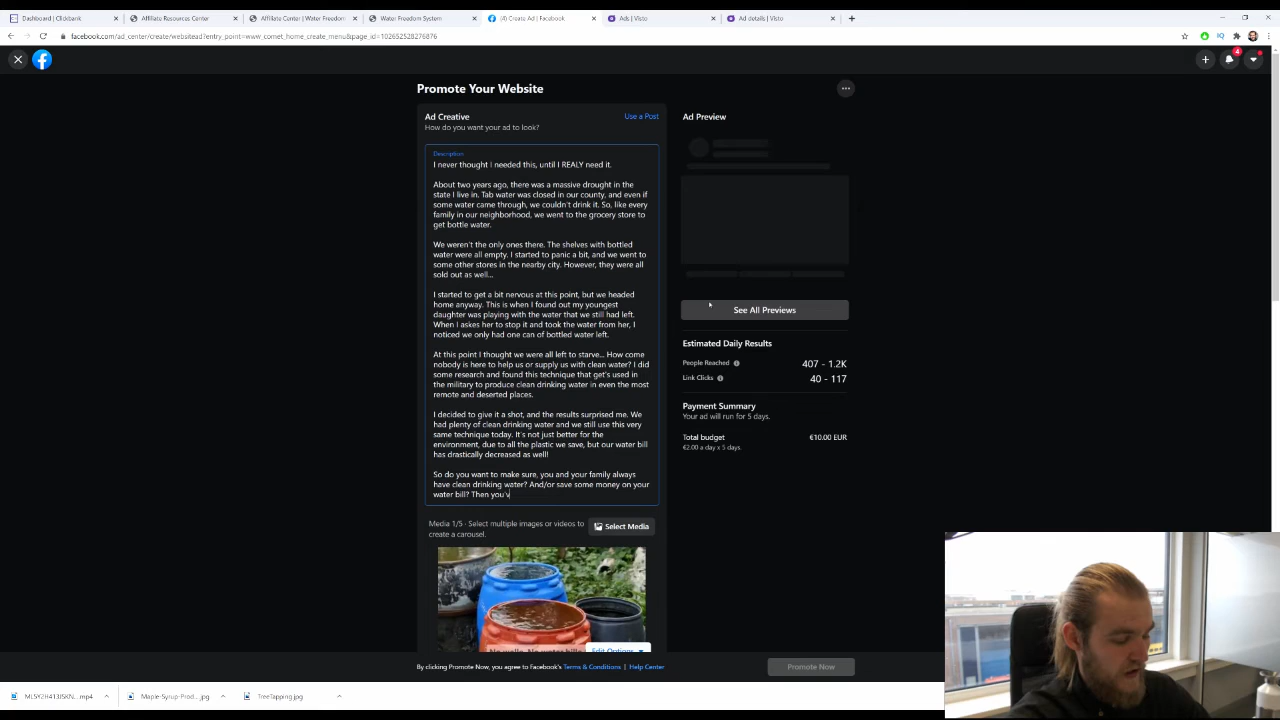 Dashboard | Clickbank
Affiliate Resources Center
Affiliate Center | Water Freedom
Water Freedom System
(4) Create Ad | Facebook
Ads | Visto
Ad details | Visto
facebook.com/ad_center/create/websitead?entry_point=www_comet_home_create_menu&page_id=102652528276876
4
Promote Your Website
Ad Creative
Use a Post
How do you want your ad to look?
Description
I never thought I needed this, until I REALY need it.
About two years ago, there was a massive drought in the
state I live in. Tab water was closed in our county, and even if
some water came through, we couldn't drink it. So, like every
family in our neighborhood, we went to the grocery store to
get bottle water.
We weren't the only ones there. The shelves with bottled
water were all empty. I started to panic a bit, and we went to
some other stores in the nearby city. However, they were all
sold out as well...
I started to get a bit nervous at this point, but we headed
home anyway. This is when I found out my youngest
daughter was playing with the water that we still had left.
When I askes her to stop it and took the water from her, I
noticed we only had one can of bottled water left.
At this point I thought we were all left to starve... How come
nobody is here to help us or supply us with clean water? I did
some research and found this technique that get's used in
the military to produce clean drinking water in even the most
remote and deserted places.
I decided to give it a shot, and the results surprised me. We
had plenty of clean drinking water and we still use this very
same technique today. It's not just better for the
environment, due to all the plastic we save, but our water bill
has drastically decreased as well!
So do you want to make sure, you and your family always
have clean drinking water? And/or save some money on your
water bill? Then you'v
Media 1/5 · Select multiple images or videos to
create a carousel.
Select Media
Edit Options
Ad Preview
See All Previews
Estimated Daily Results
People Reached
407 - 1.2K
Link Clicks
40 - 117
Payment Summary
Your ad will run for 5 days.
Total budget
€10.00 EUR
€2.00 a day x 5 days.
By clicking Promote Now, you agree to Facebook's Terms & Conditions | Help Center
Promote Now
ML5Y2H413JSKN....mp4
Maple-Syrup-Prod....jpg
TreeTapping.jpg